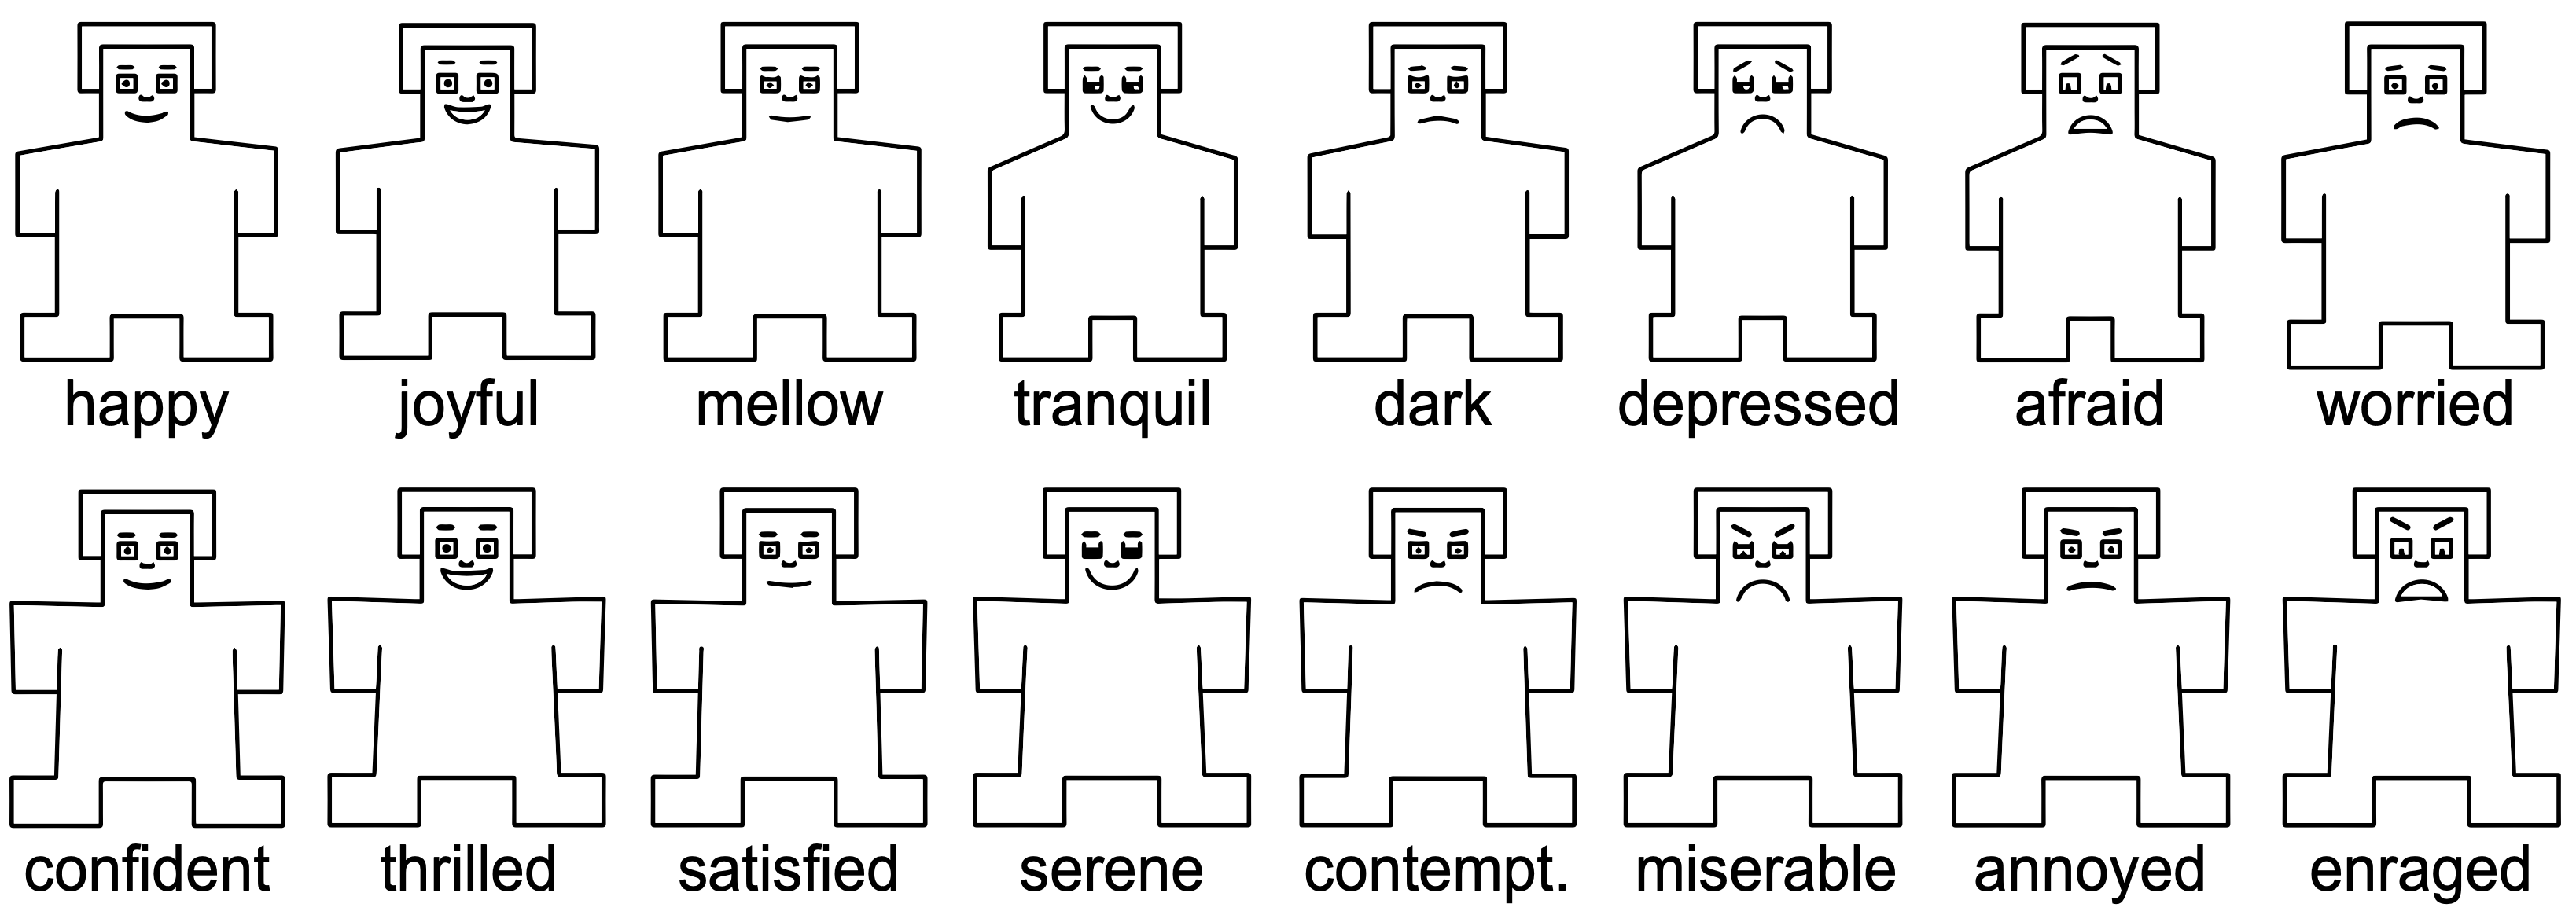 happy joyful mellow tranquil dark depressed afraid worried
confident thrilled satisfied serene contempt. miserable annoyed enraged